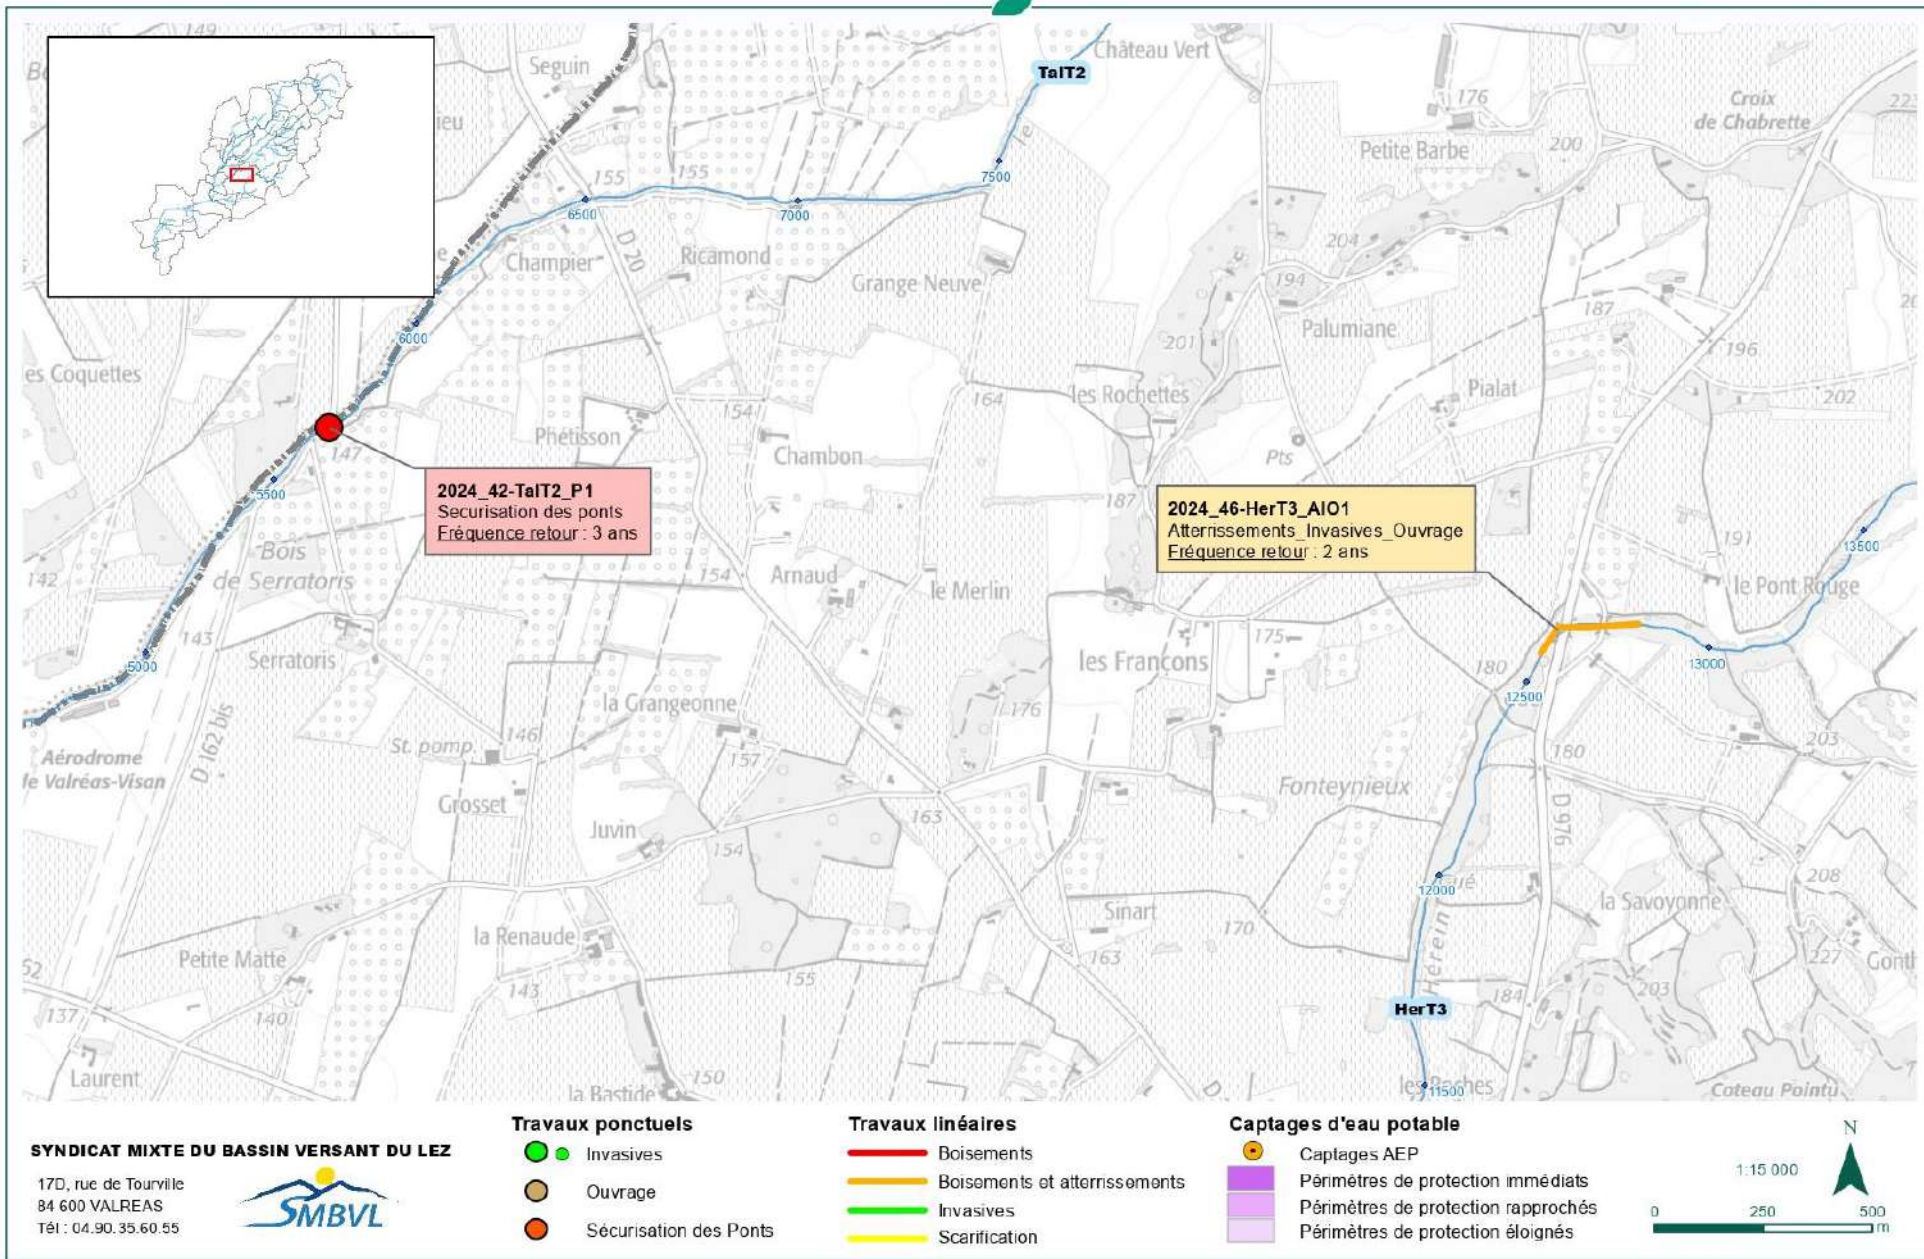 149
Seguin
Château Vert
TalT2
176
Croix
de Chabrette
Petite Barbe
200
155
155
7500
6500
7000
D 20
Champier
Ricamond
Grange Neuve
204
194
187
6000
201
Palumiane
196
es Coquettes
les Rochettes
Pialat
164
154
202
147
Phétisson
Chambon
Pts
5500
187
2024_42-TalT2_P1
Securisation des ponts
Fréquence retour : 3 ans
2024_46-HerT3_AIO1
Atterrissements_Invasives_Ouvrage
Fréquence retour : 2 ans
13500
191
Bois
de Serratoris
142
154
Arnaud
le Merlin
le Pont Rouge
143
175
5000
Serratoris
les Françons
180
13000
12500
la Grangeonne
176
D 162 bis
St. pomp.
146
157
180
203
Aérodrome
de Valréas-Visan
Grosset
Fonteynieux
D 976
Juvin
163
154
208
12000
Gué
la Savoyonne
Sinart
170
la Renaude
Petite Matte
163
155
227
Hérein
143
184
203
137
140
HerT3
Laurent
150
la Bastide
les Roches
11500
Coteau Pointu
SYNDICAT MIXTE DU BASSIN VERSANT DU LEZ
17D, rue de Tourville
84 600 VALREAS
Tél : 04.90.35.60.55
SMBVL
Travaux ponctuels
Invasives
Ouvrage
Sécurisation des Ponts
Travaux linéaires
Boisements
Boisements et atterrissements
Invasives
Scarification
Captages d'eau potable
Captages AEP
Périmètres de protection immédiats
Périmètres de protection rapprochés
Périmètres de protection éloignés
N
1:15 000
0 250 500
m